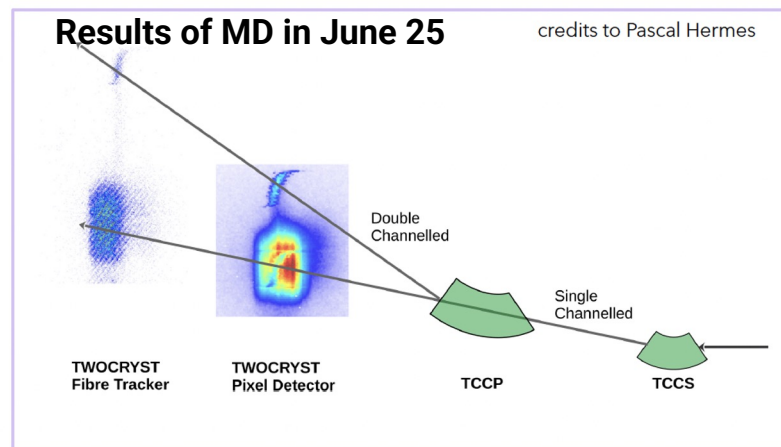 Results of MD in June 25
credits to Pascal Hermes
Double
Channelled
Single
Channelled
TWOCRYST
Fibre Tracker
TWOCRYST
Pixel Detector
TCCP
TCCS